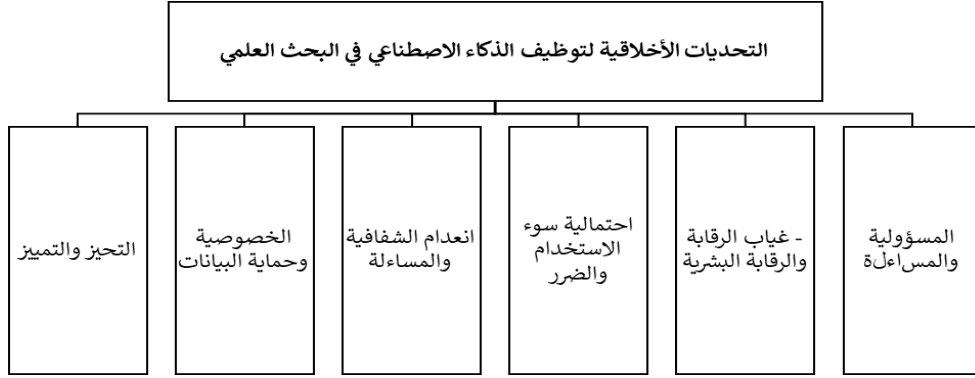 التحديات الأخلاقية لتوظيف الذكاء الاصطناعي في البحث العلمي
المسؤولية
والمساءلة
- غياب الرقابة
والرقابة البشرية
احتمالية سوء
الاستخدام
والضرر
انعدام الشفافية
والمساءلة
الخصوصية
وحماية البيانات
التحيز والتمييز